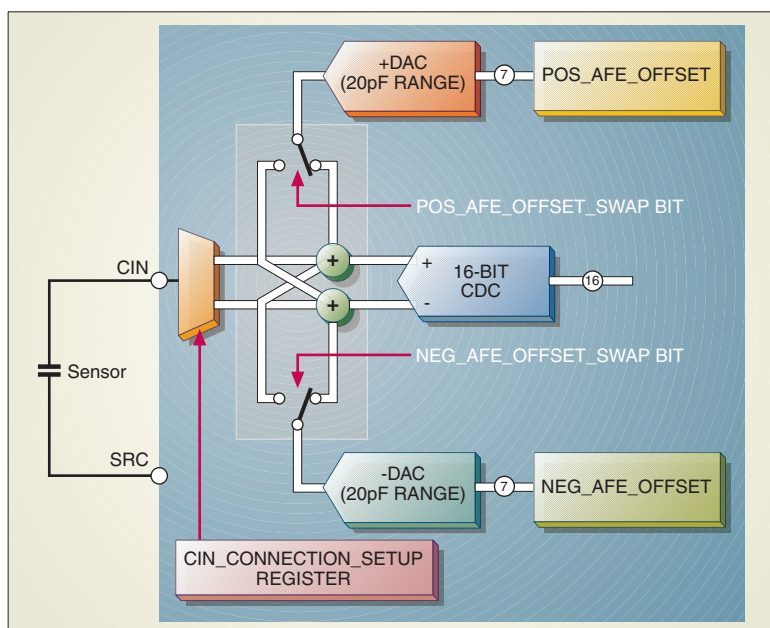 +DAC
(20pF RANGE)
7
POS_AFE_OFFSET
POS_AFE_OFFSET_SWAP BIT
CIN
+
+
16-BIT
CDC
16
+
-
NEG_AFE_OFFSET_SWAP BIT
Sensor
SRC
-DAC
(20pF RANGE)
7
NEG_AFE_OFFSET
CIN_CONNECTION_SETUP
REGISTER